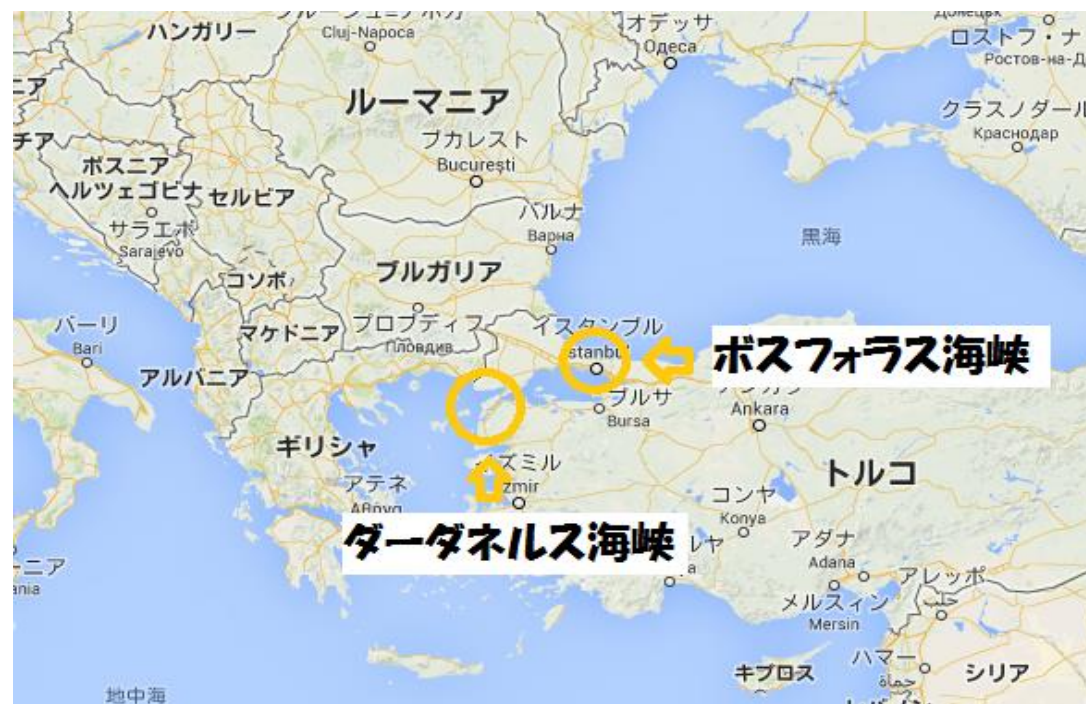 ハンガリー
Cluj-Napoca
オデッサ
Одеса
ロストフ・ナ
Ростов-на-Д
ルーマニア
クラスノダール
Краснодар
ブカレスト
București
ボスニア
ヘルツェゴビナ
セルビア
サラエボ
Sarajevo
バルナ
Варна
黒海
コソボ
ブルガリア
バーリ
Bari
マケドニア
プロブディフ
Пловдив
イスタンブル
stanbul
ボスフォラス海峡
アルバニア
ブルサ
Bursa
Ankara
ギリシャ
トルコ
アテネ
Αθήνα
イズミル
zmir
コンヤ
Konya
ダーダネルス海峡
アダナ
Adana
アレッポ
حلب
メルスィン
Mersin
キプロス
ハマー
حماة
シリア
地中海